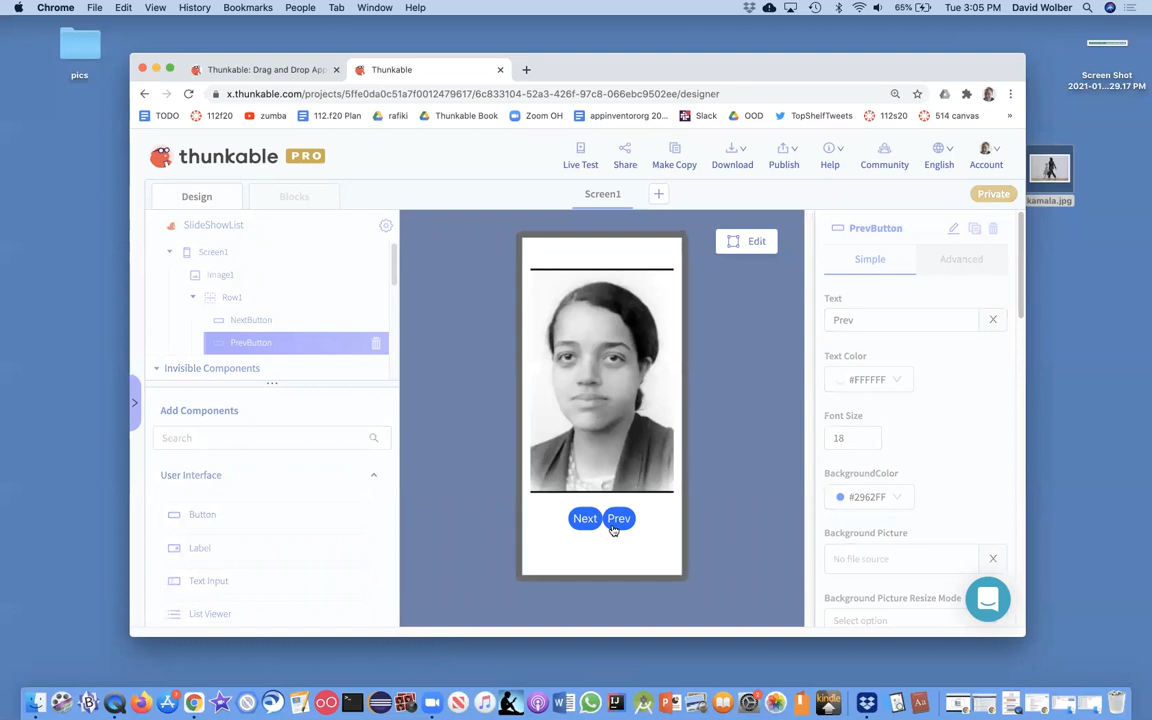 Chrome File Edit View History Bookmarks People Tab Window Help 65% Tue 3:05 PM David Wolber
pics
Screen Shot
2021-01...29.17 PM
kamala.jpg
Thunkable: Drag and Drop App Thunkable
x.thunkable.com/projects/5ffe0da0c51a7f0012479617/6c833104-52a3-426f-97c8-066ebc9502ee/designer
TODO 112f20 zumba 112.f20 Plan rafiki Thunkable Book Zoom OH appinventororg 20... Slack OOD TopShelfTweets 112s20 514 canvas »
thunkable PRO
Live Test Share Make Copy Download Publish Help Community English Account
Design Blocks
Screen1 +
Private
SlideShowList
Screen1
Image1
Row1
NextButton
PrevButton
Invisible Components
Add Components
Search
User Interface
Button
Label
Text Input
List Viewer
Edit
Next Prev
PrevButton
Simple Advanced
Text
Prev X
Text Color
#FFFFFF
Font Size
18
BackgroundColor
#2962FF
Background Picture
No file source X
Background Picture Resize Mode
Select option